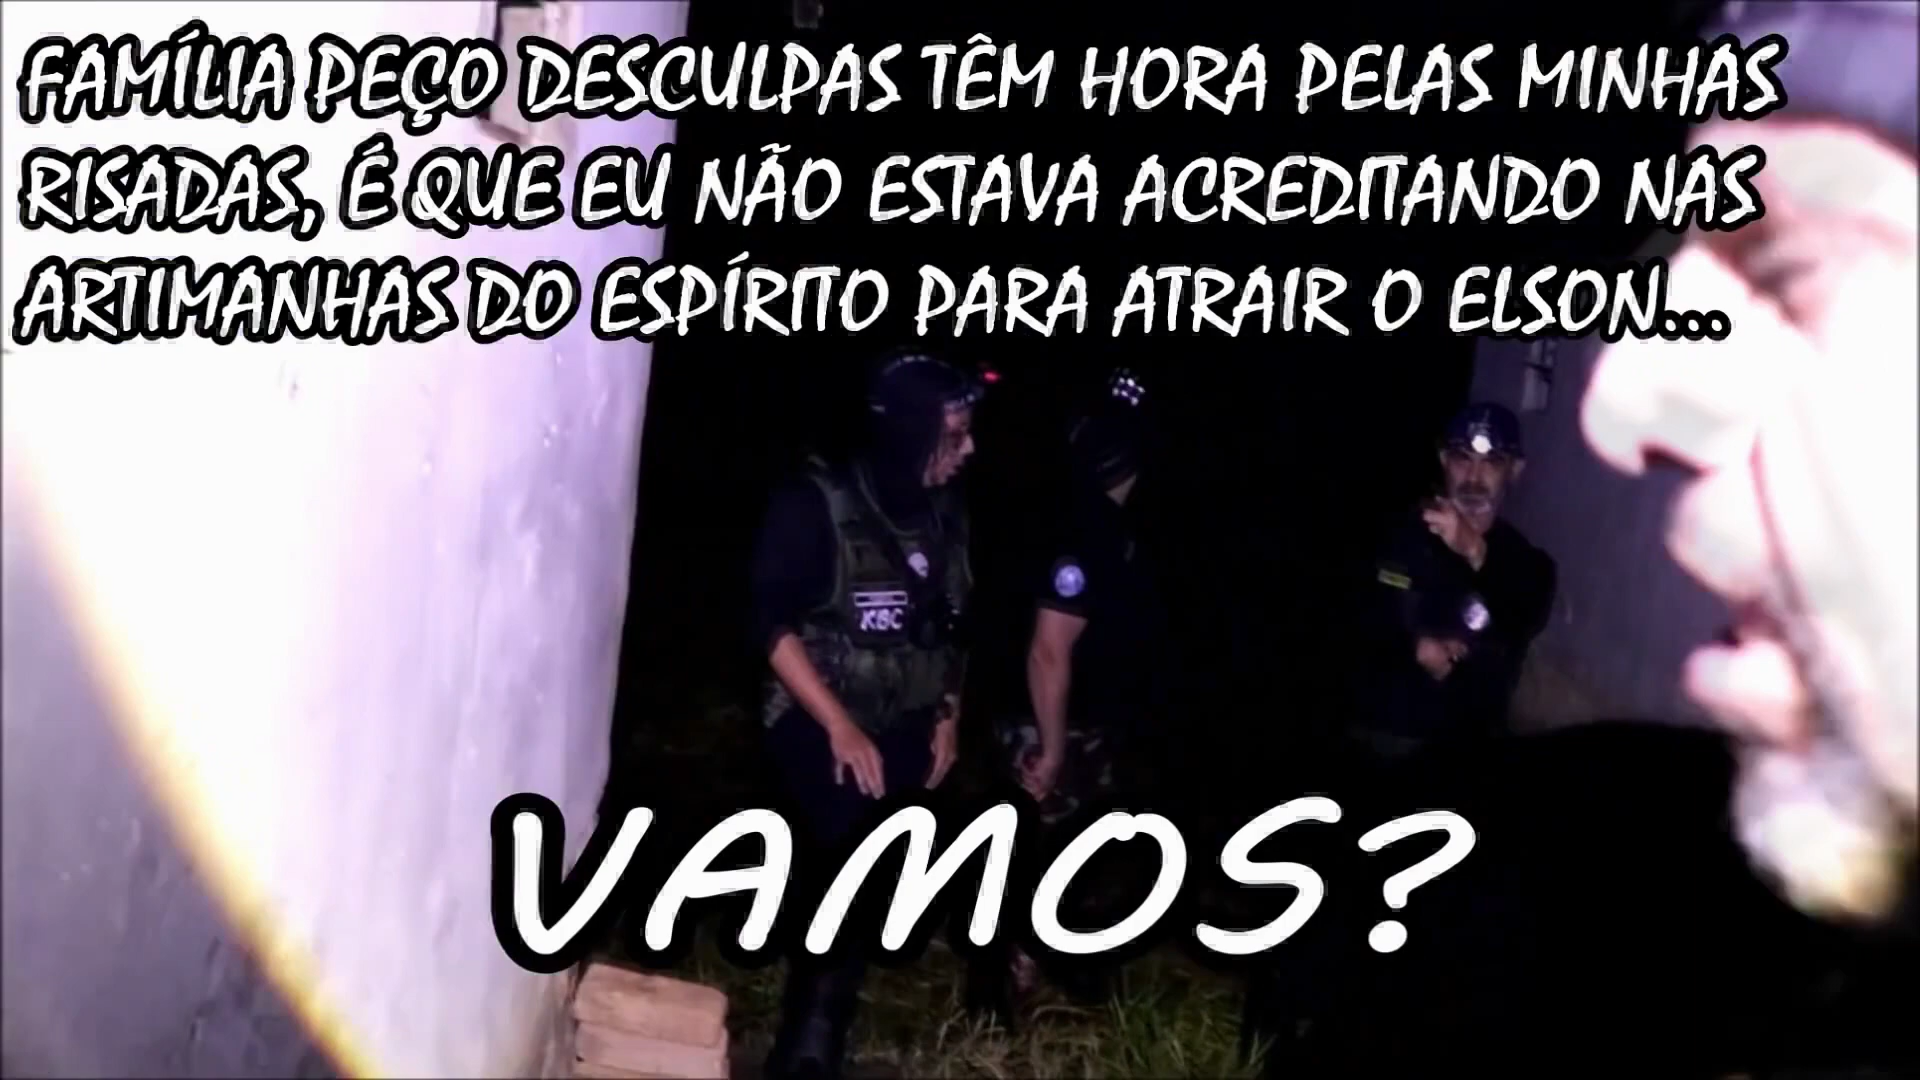 FAMÍLIA PEÇO DESCULPAS TÊM HORA PELAS MINHAS
RISADAS, É QUE EU NÃO ESTAVA ACREDITANDO NAS
ARTIMANHAS DO ESPÍRITO PARA ATRAIR O ELSON...
KBC
VAMOS?